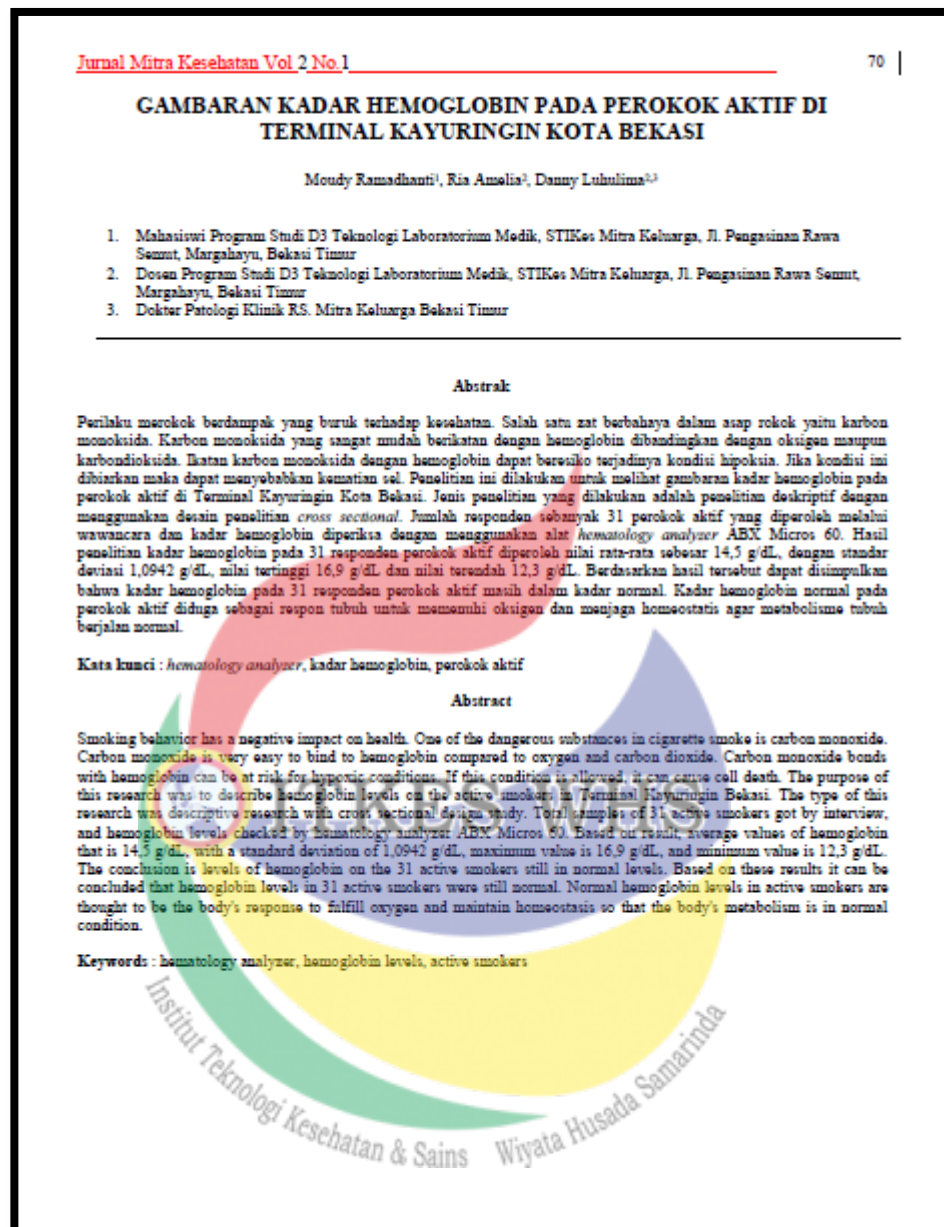 Jurnal Mitra Kesehatan Vol 2 No.1 70
GAMBARAN KADAR HEMOGLOBIN PADA PEROKOK AKTIF DI
TERMINAL KAYURINGIN KOTA BEKASI
Moudy Ramadhanti¹, Ria Amelia², Danny Luhulima²,³
1. Mahasiswi Program Studi D3 Teknologi Laboratorium Medik, STIKes Mitra Keluarga, Jl. Pengasinan Rawa
Semut, Margahayu, Bekasi Timur
2. Dosen Program Studi D3 Teknologi Laboratorium Medik, STIKes Mitra Keluarga, Jl. Pengasinan Rawa Semut,
Margahayu, Bekasi Timur
3. Dokter Patologi Klinik RS. Mitra Keluarga Bekasi Timur
Abstrak
Perilaku merokok berdampak yang buruk terhadap kesehatan. Salah satu zat berbahaya dalam asap rokok yaitu karbon
monoksida. Karbon monoksida yang sangat mudah berikatan dengan hemoglobin dibandingkan dengan oksigen maupun
karbondioksida. Ikatan karbon monoksida dengan hemoglobin dapat beresiko terjadinya kondisi hipoksia. Jika kondisi ini
dibiarkan maka dapat menyebabkan kematian sel. Penelitian ini dilakukan untuk melihat gambaran kadar hemoglobin pada
perokok aktif di Terminal Kayuringin Kota Bekasi. Jenis penelitian yang dilakukan adalah penelitian deskriptif dengan
menggunakan desain penelitian cross sectional. Jumlah responden sebanyak 31 perokok aktif yang diperoleh melalui
wawancara dan kadar hemoglobin diperiksa dengan menggunakan alat hematology analyzer ABX Micros 60. Hasil
penelitian kadar hemoglobin pada 31 responden perokok aktif diperoleh nilai rata-rata sebesar 14,5 g/dL, dengan standar
deviasi 1,0942 g/dL, nilai tertinggi 16,9 g/dL dan nilai terendah 12,3 g/dL. Berdasarkan hasil tersebut dapat disimpulkan
bahwa kadar hemoglobin pada 31 responden perokok aktif masih dalam kadar normal. Kadar hemoglobin normal pada
perokok aktif diduga sebagai respon tubuh untuk memenuhi oksigen dan menjaga homeostatis agar metabolisme tubuh
berjalan normal.
Kata kunci : hematology analyzer, kadar hemoglobin, perokok aktif
Abstract
Smoking behavior has a negative impact on health. One of the dangerous substances in cigarette smoke is carbon monoxide.
Carbon monoxide is very easy to bind to hemoglobin compared to oxygen and carbon dioxide. Carbon monoxide bonds
with hemoglobin can be at risk for hypoxic conditions. If this condition is allowed, it can cause cell death. The purpose of
this research was to describe hemoglobin levels on the active smokers in Terminal Kayuringin Bekasi. The type of this
research was descriptive research with cross sectional design study. Total samples of 31 active smokers got by interview,
and hemoglobin levels checked by hematology analyzer ABX Micros 60. Based on result, average values of hemoglobin
that is 14,5 g/dL, with a standard deviation of 1,0942 g/dL, maximum value is 16,9 g/dL, and minimum value is 12,3 g/dL.
The conclusion is levels of hemoglobin on the 31 active smokers still in normal levels. Based on these results it can be
concluded that hemoglobin levels in 31 active smokers were still normal. Normal hemoglobin levels in active smokers are
thought to be the body's response to fulfill oxygen and maintain homeostasis so that the body's metabolism is in normal
condition.
Keywords : hematology analyzer, hemoglobin levels, active smokers
Institut Teknologi Kesehatan & Sains Wiyata Husada Samarinda